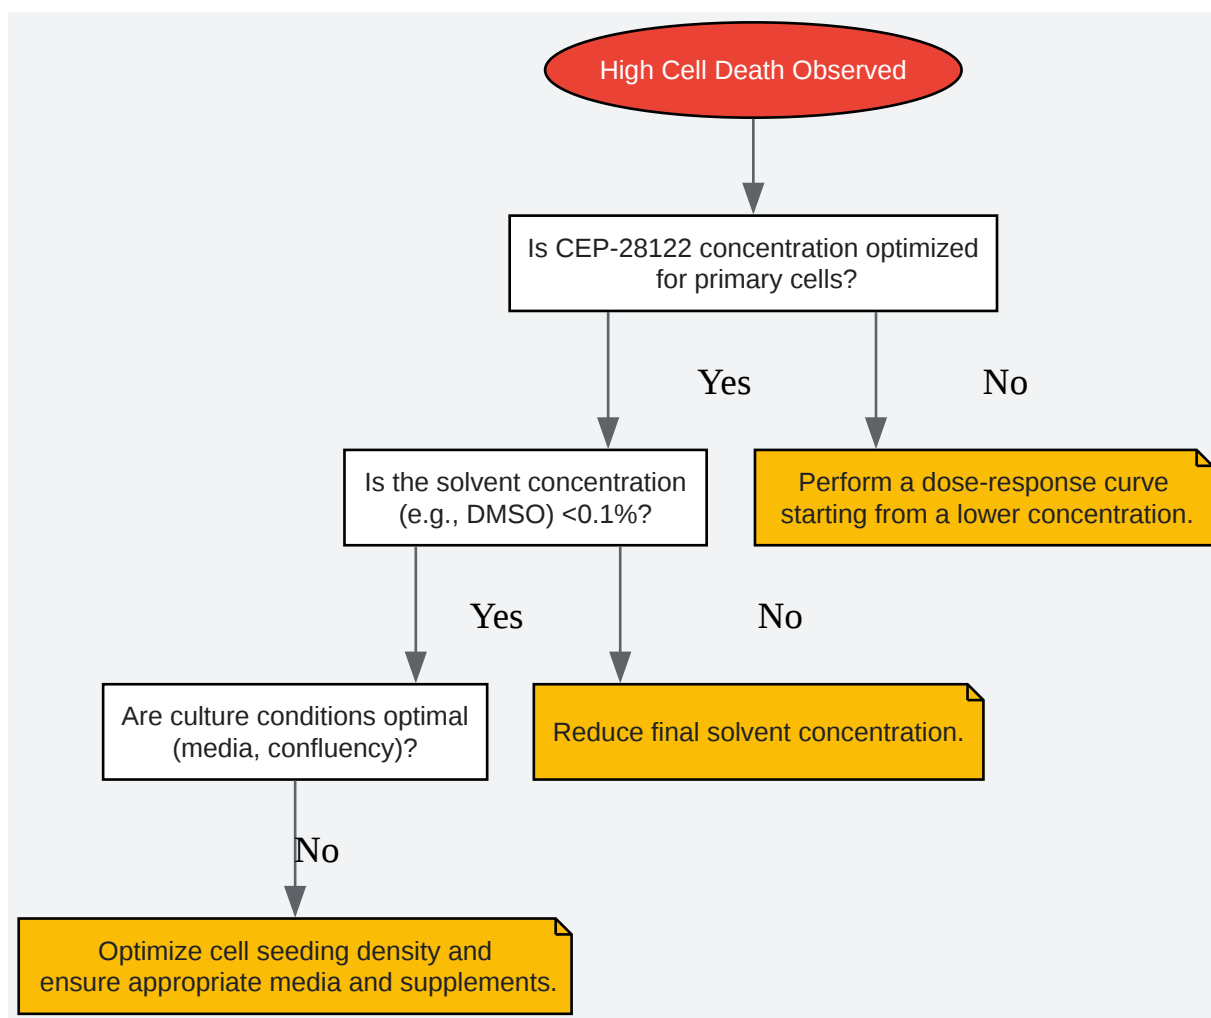 High Cell Death Observed
Is CEP-28122 concentration optimized
for primary cells?
Yes
No
Is the solvent concentration
(e.g., DMSO) <0.1%?
Perform a dose-response curve
starting from a lower concentration.
Yes
No
Are culture conditions optimal
(media, confluency)?
Reduce final solvent concentration.
No
Optimize cell seeding density and
ensure appropriate media and supplements.